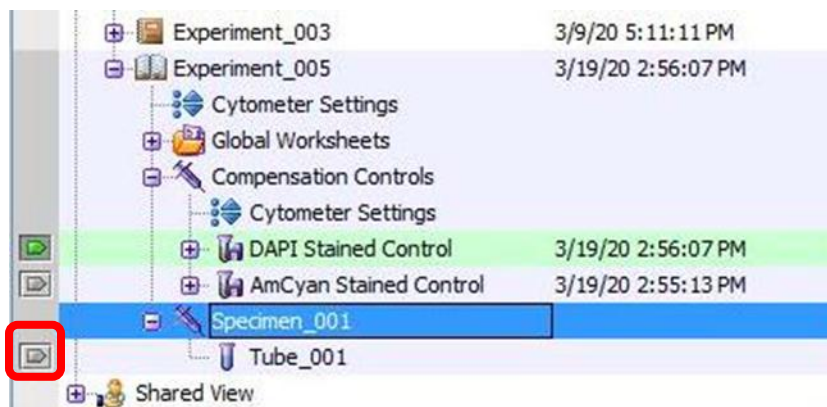 Experiment_003 3/9/20 5:11:11 PM
Experiment_005 3/19/20 2:56:07 PM
Cytometer Settings
Global Worksheets
Compensation Controls
Cytometer Settings
DAPI Stained Control 3/19/20 2:56:07 PM
AmCyan Stained Control 3/19/20 2:55:13 PM
Specimen_001
Tube_001
Shared View